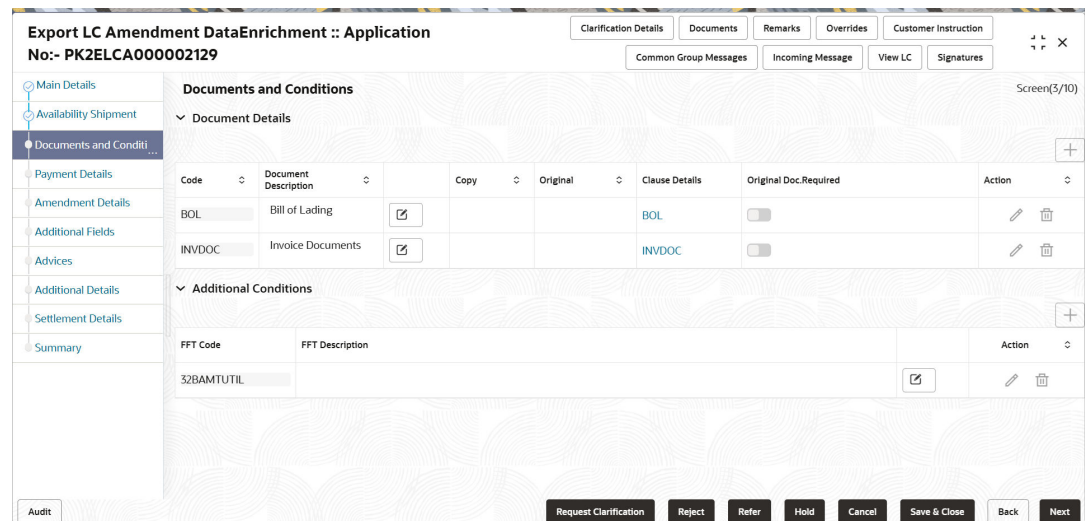 Export LC Amendment DataEnrichment :: Application
No:- PK2ELCA000002129
Clarification Details Documents Remarks Overrides Customer Instruction
Common Group Messages Incoming Message View LC Signatures
Main Details
Availability Shipment
Documents and Conditi...
Payment Details
Amendment Details
Additional Fields
Advices
Additional Details
Settlement Details
Summary
Documents and Conditions
Screen(3/10)
Document Details
Code Document Description Copy Original Clause Details Original Doc.Required Action
BOL Bill of Lading BOL
INVDOC Invoice Documents INVDOC
Additional Conditions
FFT Code FFT Description Action
32BAMTUTIL
Audit Request Clarification Reject Refer Hold Cancel Save & Close Back Next